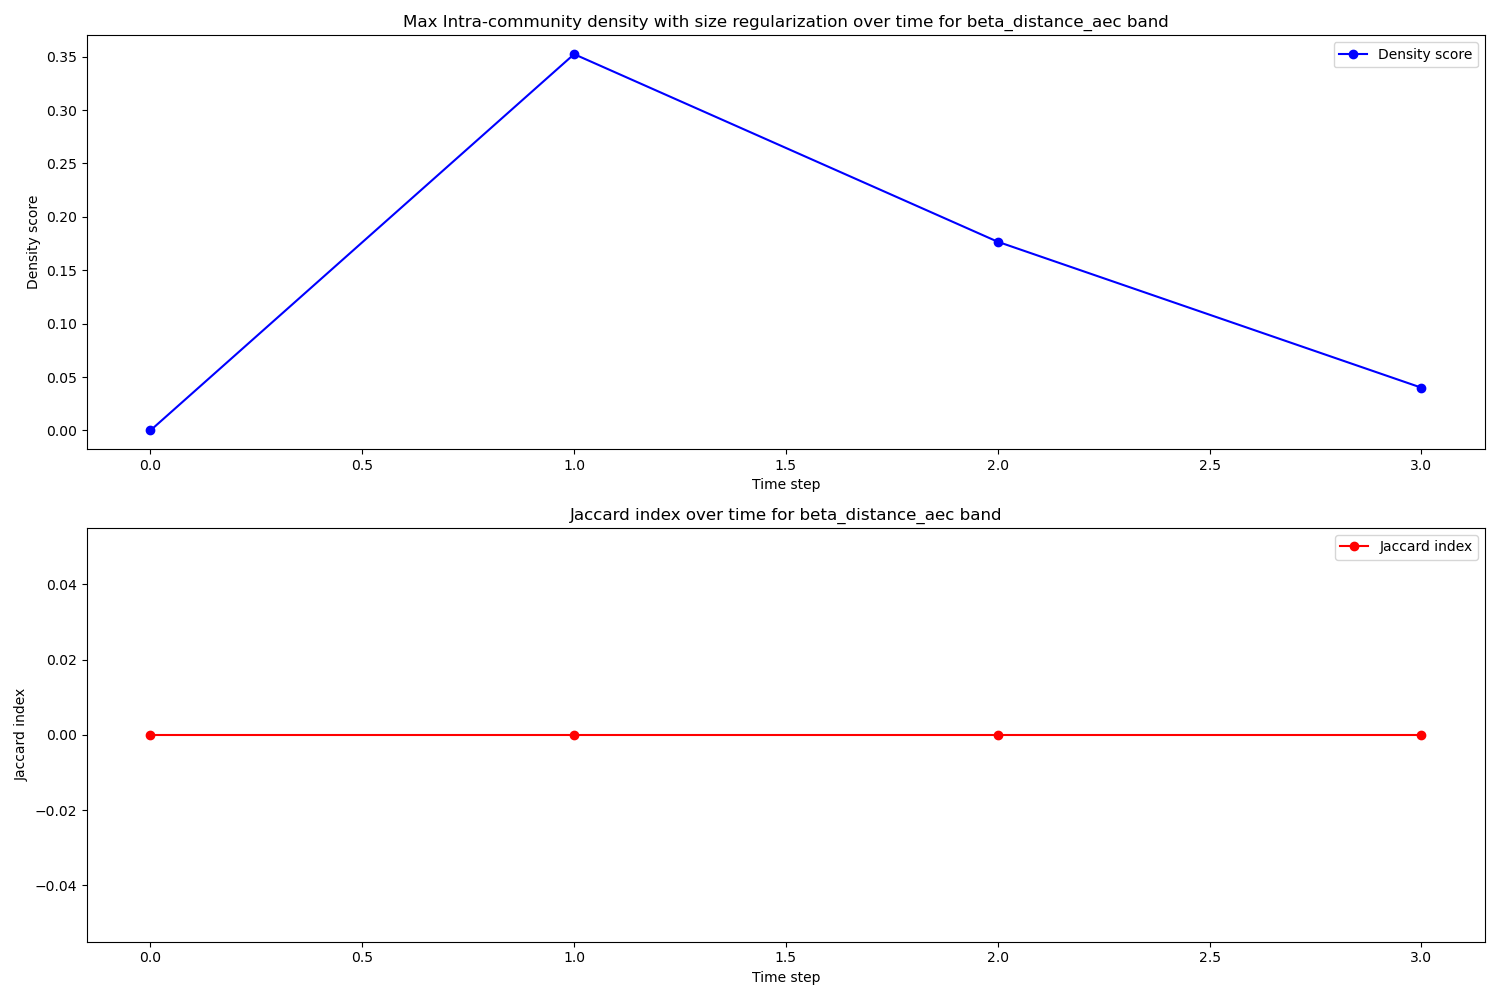 Max Intra-community density with size regularization over time for beta_distance_aec band
Density score
0.35
0.30
0.25
0.20
0.15
0.10
0.05
0.00
Density score
0.0 0.5 1.0 1.5 2.0 2.5 3.0
Time step
Jaccard index over time for beta_distance_aec band
Jaccard index
0.04
0.02
0.00
−0.02
−0.04
Jaccard index
0.0 0.5 1.0 1.5 2.0 2.5 3.0
Time step